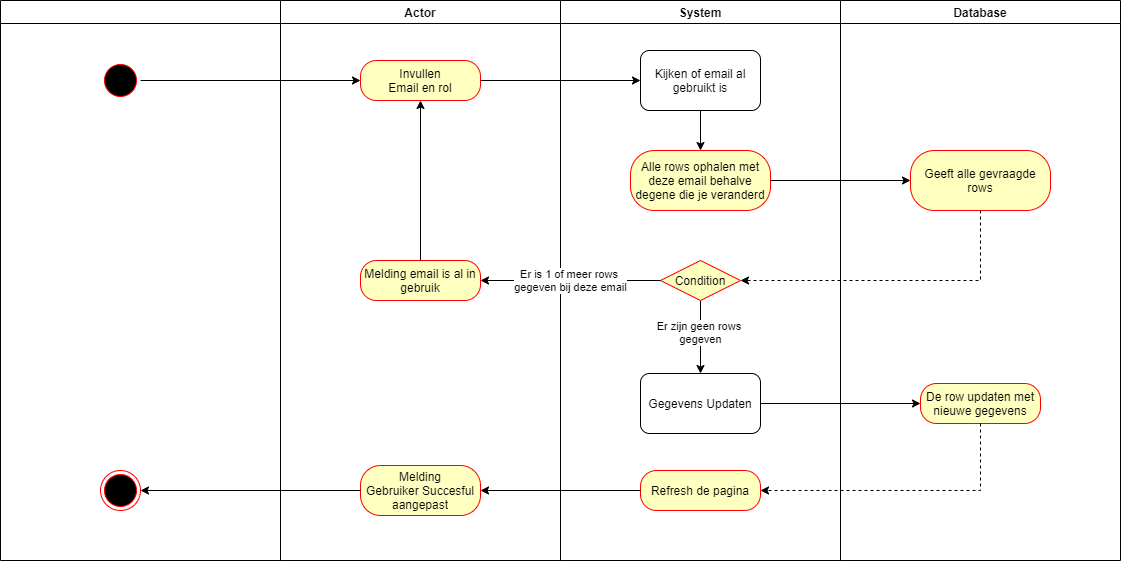 Actor
System
Database
Invullen
Email en rol
Kijken of email al
gebruikt is
Alle rows ophalen met
deze email behalve
degene die je veranderd
Geeft alle gevraagde
rows
Melding email is al in
gebruik
Er is 1 of meer rows
gegeven bij deze email
Condition
Er zijn geen rows
gegeven
Gegevens Updaten
De row updaten met
nieuwe gegevens
Melding
Gebruiker Succesful
aangepast
Refresh de pagina